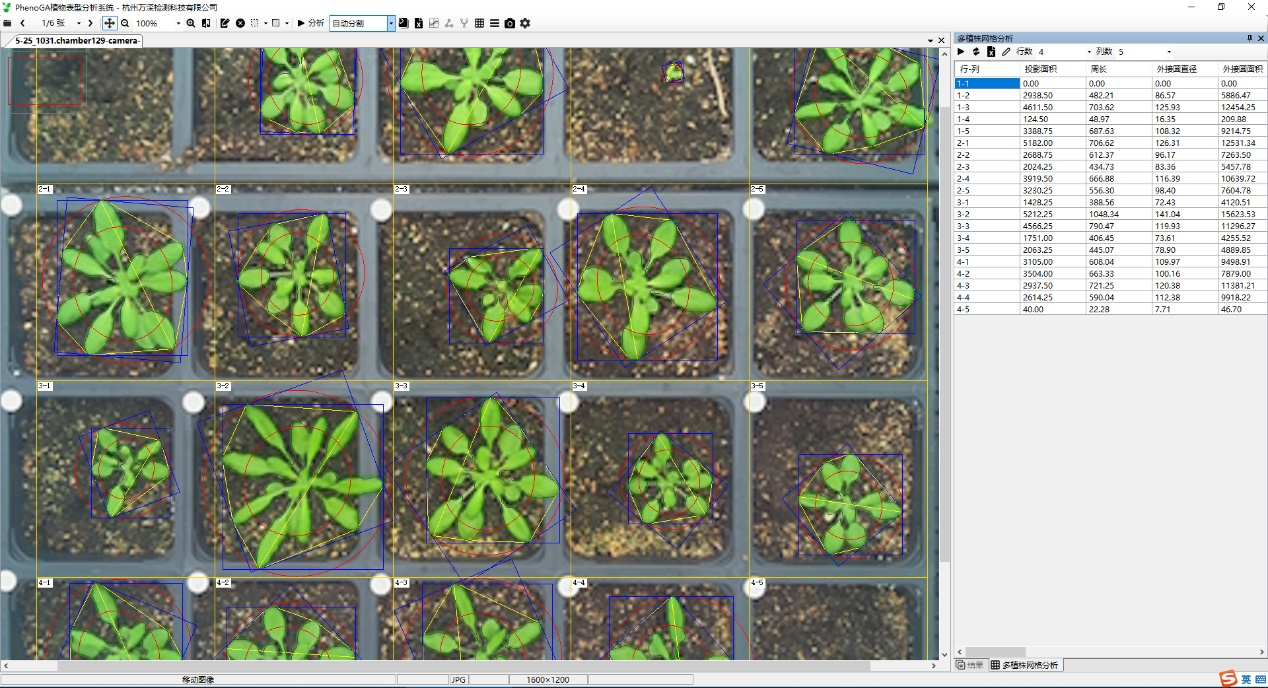 PhenoGA植物表型分析系统 - 杭州万深检测科技有限公司
1/6 张 100% 分析 自动分割
5-25_1031.chamber129-camera-
2-1 2-2 2-3 2-4 2-5
3-1 3-2 3-3 3-4 3-5
4-1 4-2 4-3 4-4 4-5
多植株网格分析
行数 4 列数 5
行-列 投影面积 周长 外接圆直径 外接圆面积
1-1 0.00 0.00 0.00 0.00
1-2 2938.50 482.21 86.57 5886.47
1-3 4611.50 703.62 125.93 12454.25
1-4 124.50 48.97 16.35 209.88
1-5 3388.75 687.63 108.32 9214.75
2-1 5182.00 706.62 126.31 12531.34
2-2 2688.75 612.37 96.17 7263.50
2-3 2024.25 434.73 83.36 5457.78
2-4 3919.50 666.88 116.39 10639.72
2-5 3230.25 556.30 98.40 7604.78
3-1 1428.25 388.56 72.43 4120.51
3-2 5212.25 1048.34 141.04 15623.53
3-3 4566.25 790.47 119.93 11296.27
3-4 1751.00 406.45 73.61 4255.52
3-5 2063.25 445.07 78.90 4889.85
4-1 3105.00 608.04 109.97 9498.91
4-2 3504.00 663.33 100.16 7879.00
4-3 2937.50 721.25 120.38 11381.21
4-4 2614.25 590.04 112.38 9918.22
4-5 40.00 22.28 7.71 46.70
结果 多植株网格分析
移动图像 JPG 1600×1200
英